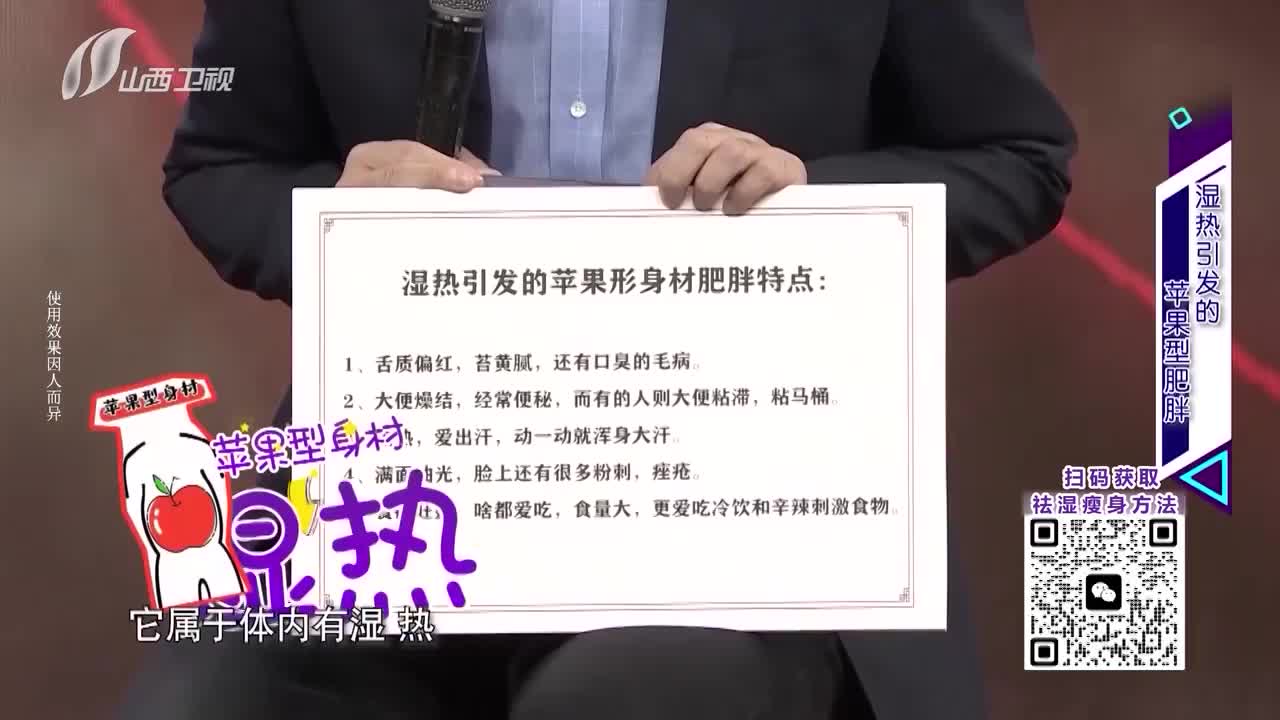 山西卫视
使用效果因人而异
湿热引发的苹果形身材肥胖特点：
1、舌质偏红，苔黄腻，还有口臭的毛病。
2、大便燥结，经常便秘，而有的人则大便粘滞，粘马桶。
热，爱出汗，动一动就浑身大汗。
4、满面油光，脸上还有很多粉刺，痤疮。
啥都爱吃，食量大，更爱吃冷饮和辛辣刺激食物。
苹果型身材
苹果型身材
湿热
它属于体内有湿 热
湿热引发的
苹果型肥胖
扫码获取
祛湿瘦身方法